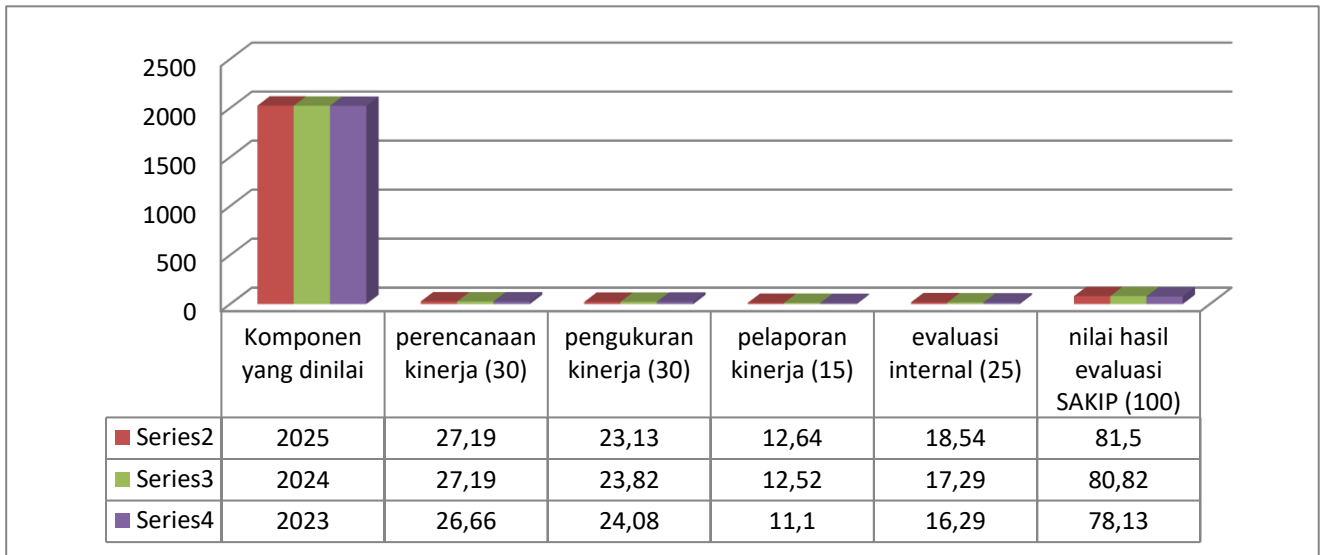 2500
2000
1500
1000
500
0
Komponen
yang dinilai
perencanaan
kinerja (30)
pengukuran
kinerja (30)
pelaporan
kinerja (15)
evaluasi
internal (25)
nilai hasil
evaluasi
SAKIP (100)
Series2 2025 27,19 23,13 12,64 18,54 81,5
Series3 2024 27,19 23,82 12,52 17,29 80,82
Series4 2023 26,66 24,08 11,1 16,29 78,13